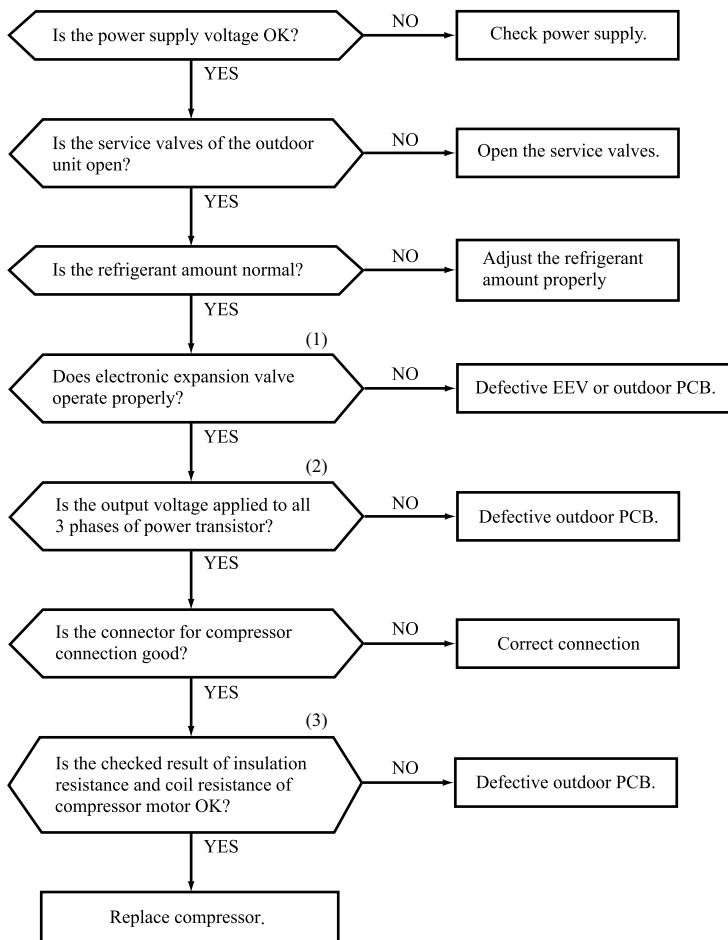 Is the power supply voltage OK?
NO
Check power supply.
YES
Is the service valves of the outdoor
unit open?
NO
Open the service valves.
YES
Is the refrigerant amount normal?
NO
Adjust the refrigerant
amount properly
YES
(1)
Does electronic expansion valve
operate properly?
NO
Defective EEV or outdoor PCB.
YES
(2)
Is the output voltage applied to all
3 phases of power transistor?
NO
Defective outdoor PCB.
YES
Is the connector for compressor
connection good?
NO
Correct connection
YES
(3)
Is the checked result of insulation
resistance and coil resistance of
compressor motor OK?
NO
Defective outdoor PCB.
YES
Replace compressor.